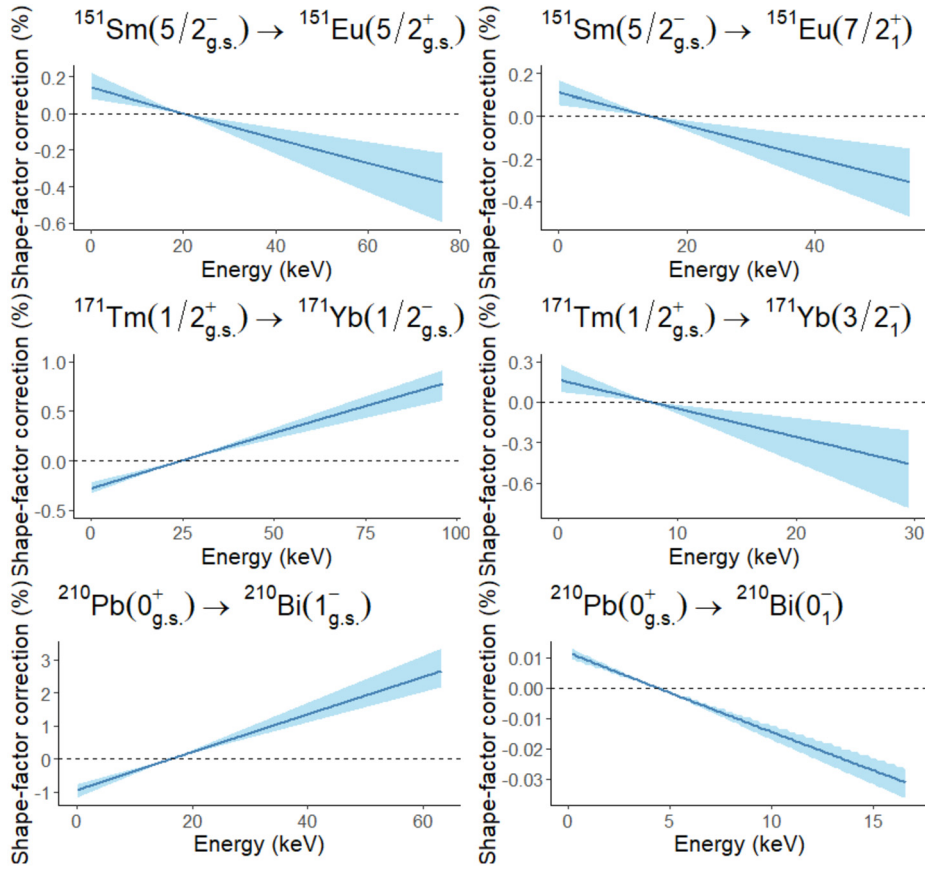 ¹⁵¹Sm(5/2⁻g.s.) → ¹⁵¹Eu(5/2⁺g.s.)
Shape-factor correction (%)
0.2
0.0
-0.2
-0.4
-0.6
0
20
40
60
80
Energy (keV)
¹⁵¹Sm(5/2⁻g.s.) → ¹⁵¹Eu(7/2⁺₁)
Shape-factor correction (%)
0.2
0.0
-0.2
-0.4
0
20
40
Energy (keV)
¹⁷¹Tm(1/2⁺g.s.) → ¹⁷¹Yb(1/2⁻g.s.)
Shape-factor correction (%)
1.0
0.5
0.0
-0.5
0
25
50
75
100
Energy (keV)
¹⁷¹Tm(1/2⁺g.s.) → ¹⁷¹Yb(3/2⁻₁)
Shape-factor correction (%)
0.3
0.0
-0.3
-0.6
0
10
20
30
Energy (keV)
²¹⁰Pb(0⁺g.s.) → ²¹⁰Bi(1⁻g.s.)
Shape-factor correction (%)
3
2
1
0
-1
0
20
40
60
Energy (keV)
²¹⁰Pb(0⁺g.s.) → ²¹⁰Bi(0⁻₁)
Shape-factor correction (%)
0.01
0.00
-0.01
-0.02
-0.03
0
5
10
15
Energy (keV)